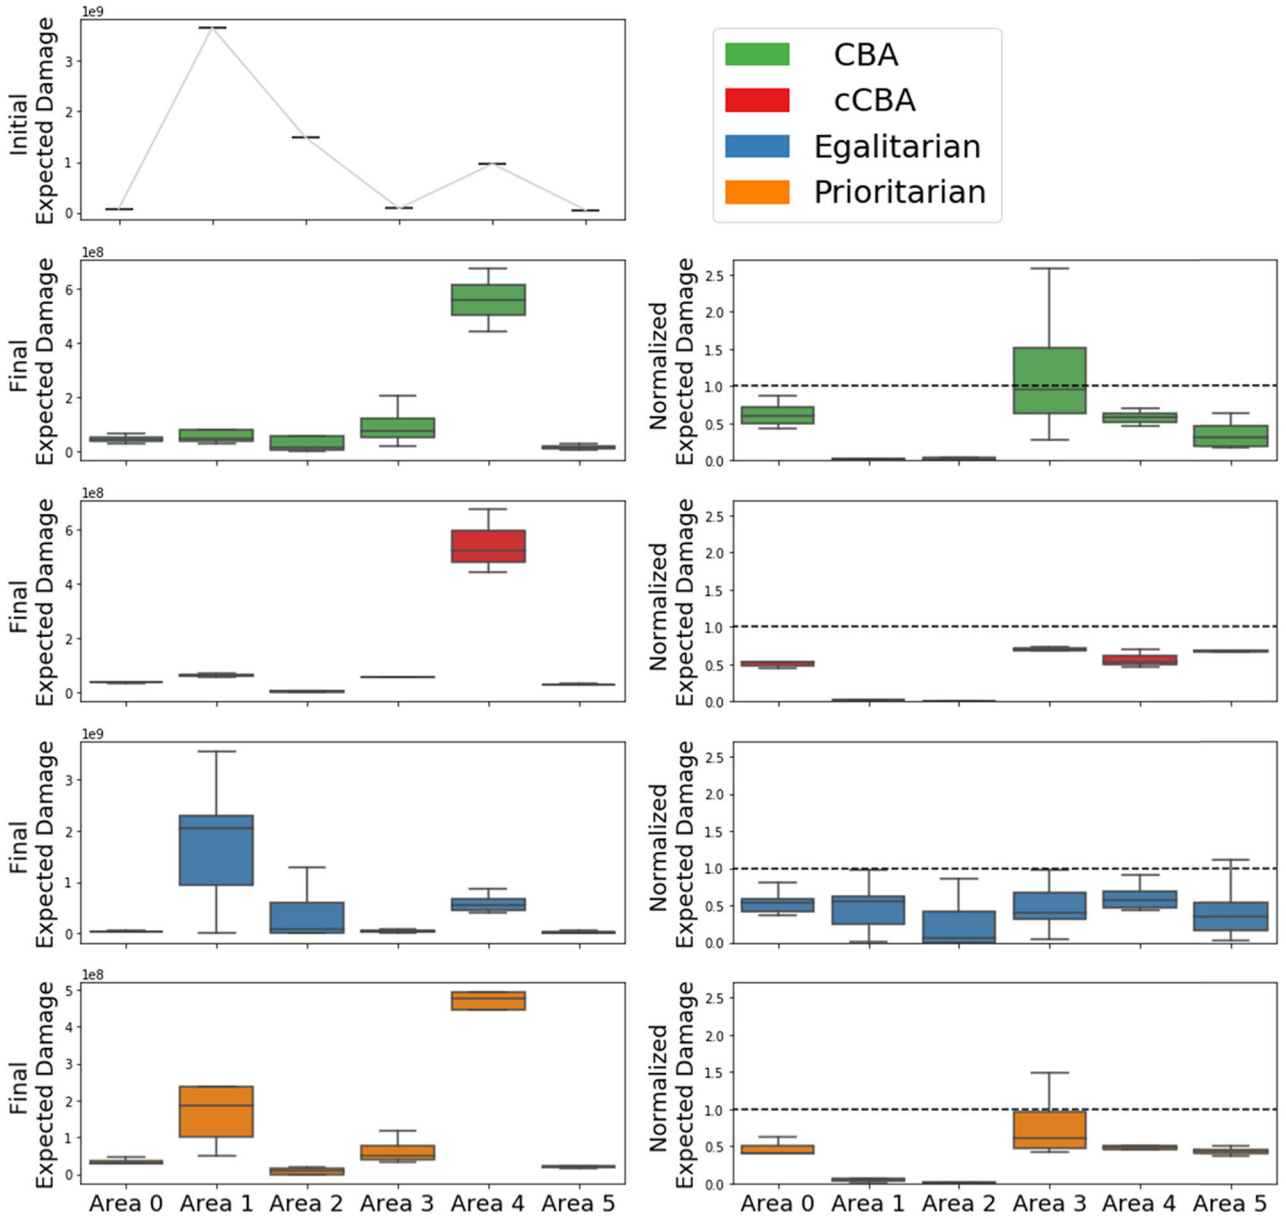 1e9
Initial
Expected Damage
3
2
1
0
CBA
cCBA
Egalitarian
Prioritarian
1e8
Final
Expected Damage
6
4
2
0
Normalized
Expected Damage
2.5
2.0
1.5
1.0
0.5
0.0
1e8
Final
Expected Damage
6
4
2
0
Normalized
Expected Damage
2.5
2.0
1.5
1.0
0.5
0.0
1e9
Final
Expected Damage
3
2
1
0
Normalized
Expected Damage
2.5
2.0
1.5
1.0
0.5
0.0
1e8
Final
Expected Damage
5
4
3
2
1
0
Area 0 Area 1 Area 2 Area 3 Area 4 Area 5
Normalized
Expected Damage
2.5
2.0
1.5
1.0
0.5
0.0
Area 0 Area 1 Area 2 Area 3 Area 4 Area 5